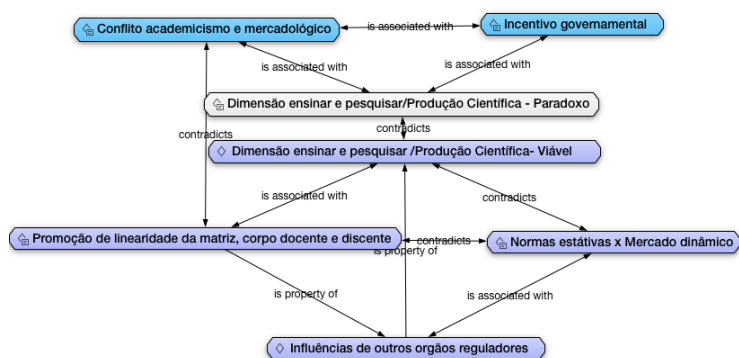 Conflito academicismo e mercadológico
is associated with
Incentivo governamental
is associated with
is associated with
Dimensão ensinar e pesquisar/Produção Científica - Paradoxo
contradicts
contradicts
Dimensão ensinar e pesquisar /Produção Científica- Viável
is associated with
contradicts
Promoção de linearidade da matriz, corpo docente e discente
contradicts
Normas estátivas x Mercado dinâmico
is property of
is property of
is associated with
Influências de outros orgãos reguladores